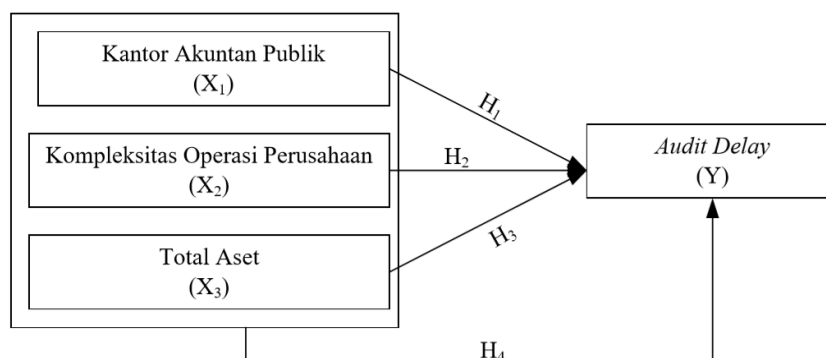 Kantor Akuntan Publik
(X₁)
H₁
Kompleksitas Operasi Perusahaan
(X₂)
H₂
Audit Delay
(Y)
Total Aset
(X₃)
H₃
H₄